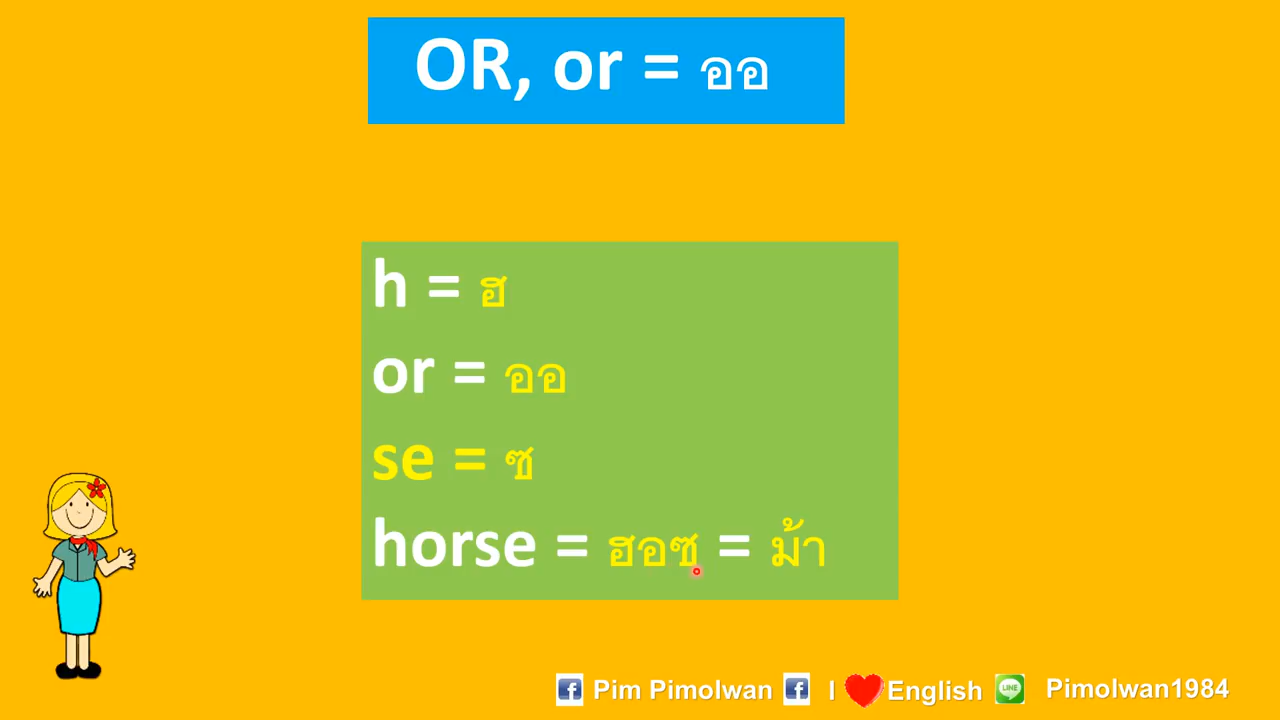 OR, or = ออ
h = ฮ
or = ออ
se = ซ
horse = ฮอซ = ม้า
Pim Pimolwan I English Pimolwan1984